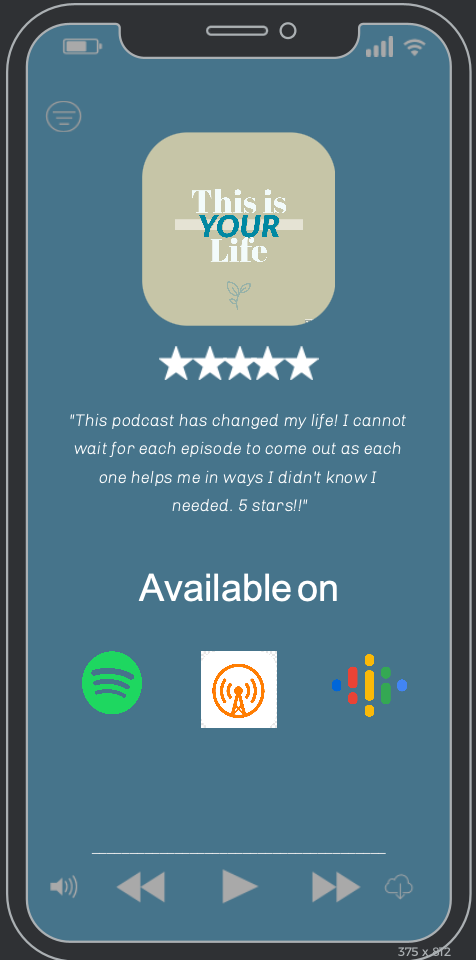 This is
YOUR
Life
"This podcast has changed my life! I cannot
wait for each episode to come out as each
one helps me in ways I didn't know I
needed. 5 stars!!"
Available on
375 x 812